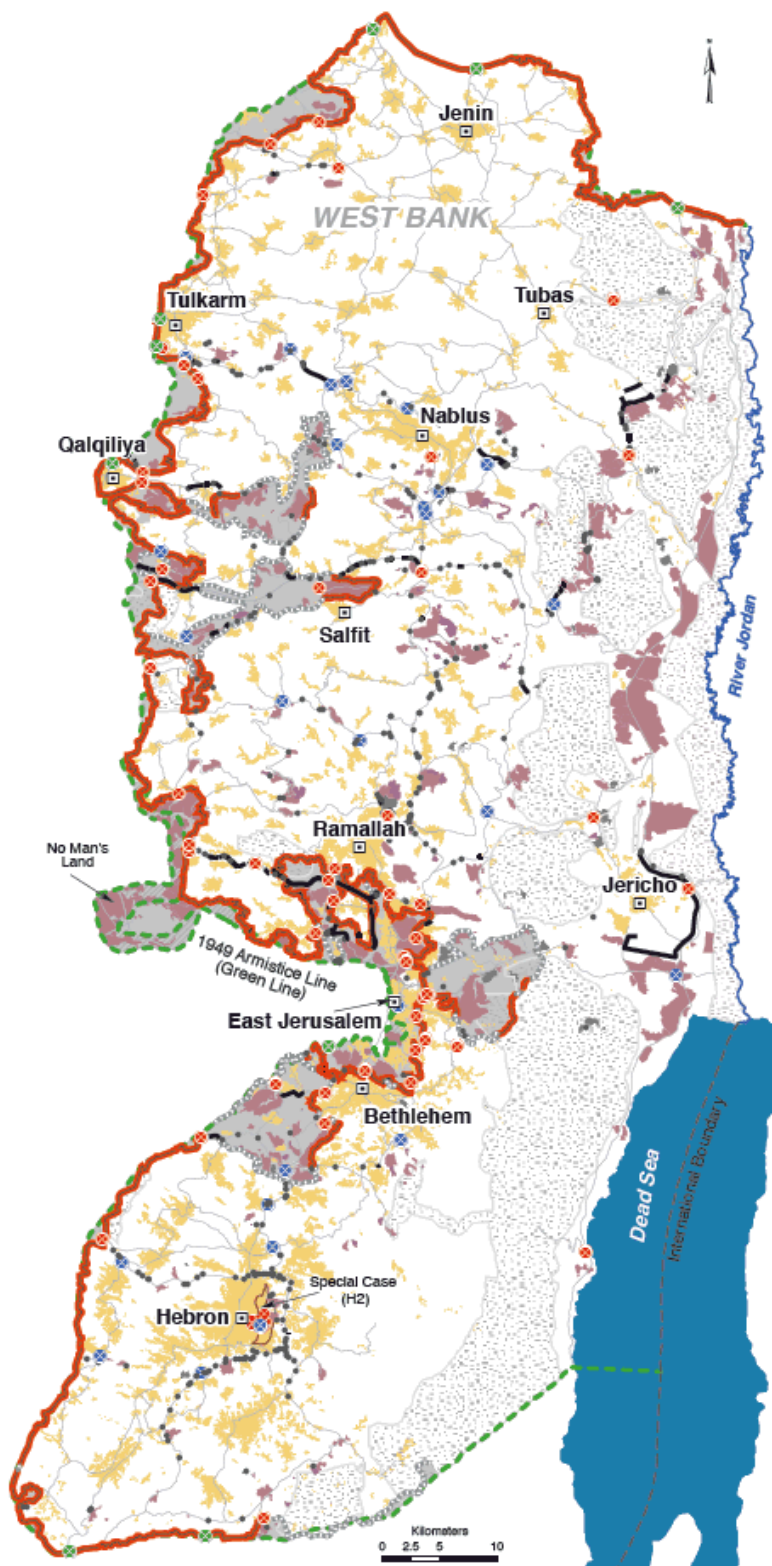 Jenin
WEST BANK
Tulkarm
Tubas
Nablus
Qalqiliya
Salfit
River Jordan
Ramallah
No Man's
Land
Jericho
1949 Armistice Line
(Green Line)
East Jerusalem
Bethlehem
Dead Sea
International Boundary
Special Case
(H2)
Hebron
Kilometers
0 2.5 5 10